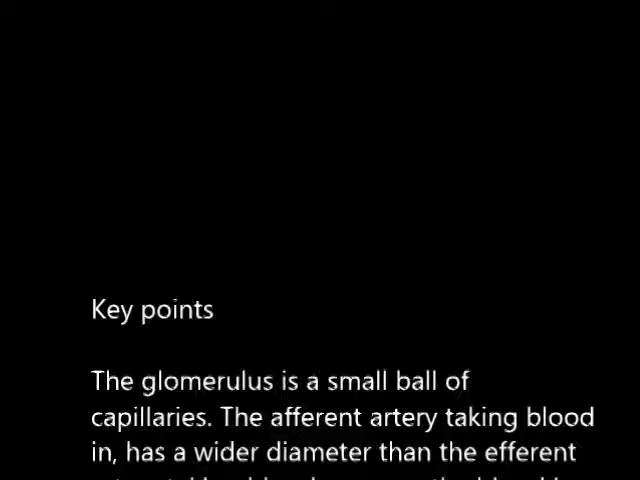 Key points
The glomerulus is a small ball of
capillaries. The afferent artery taking blood
in, has a wider diameter than the efferent